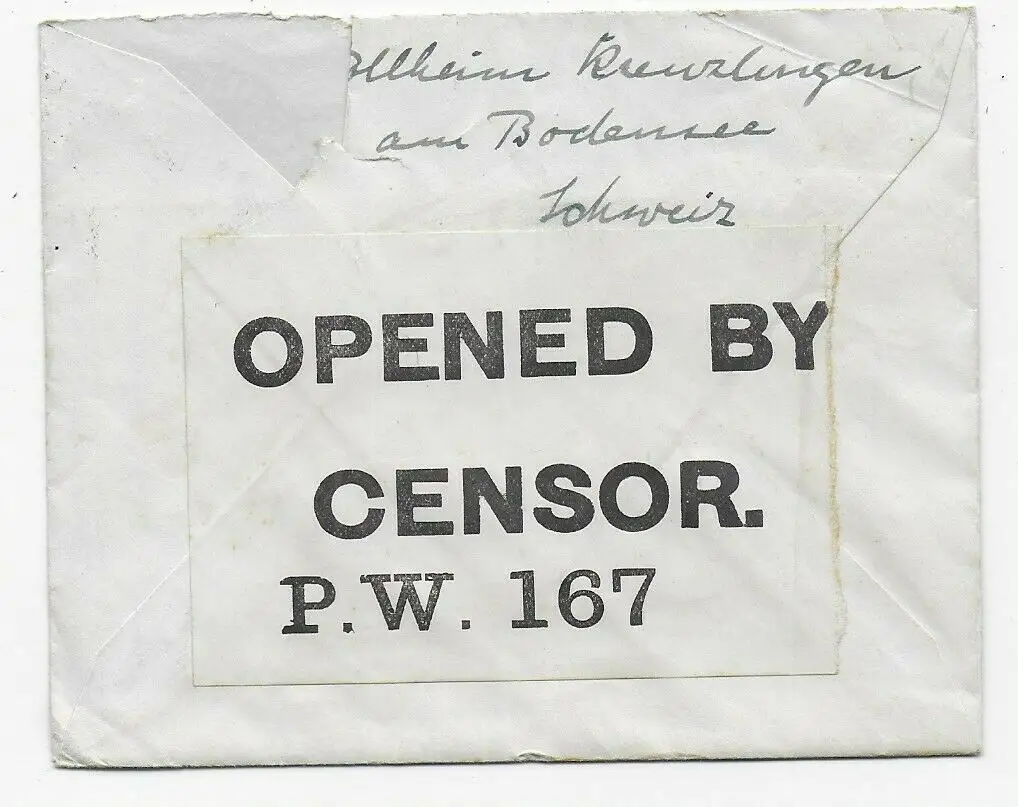 Kreuzlingen
am Bodensee
Schweiz
OPENED BY
CENSOR.
P.W. 167